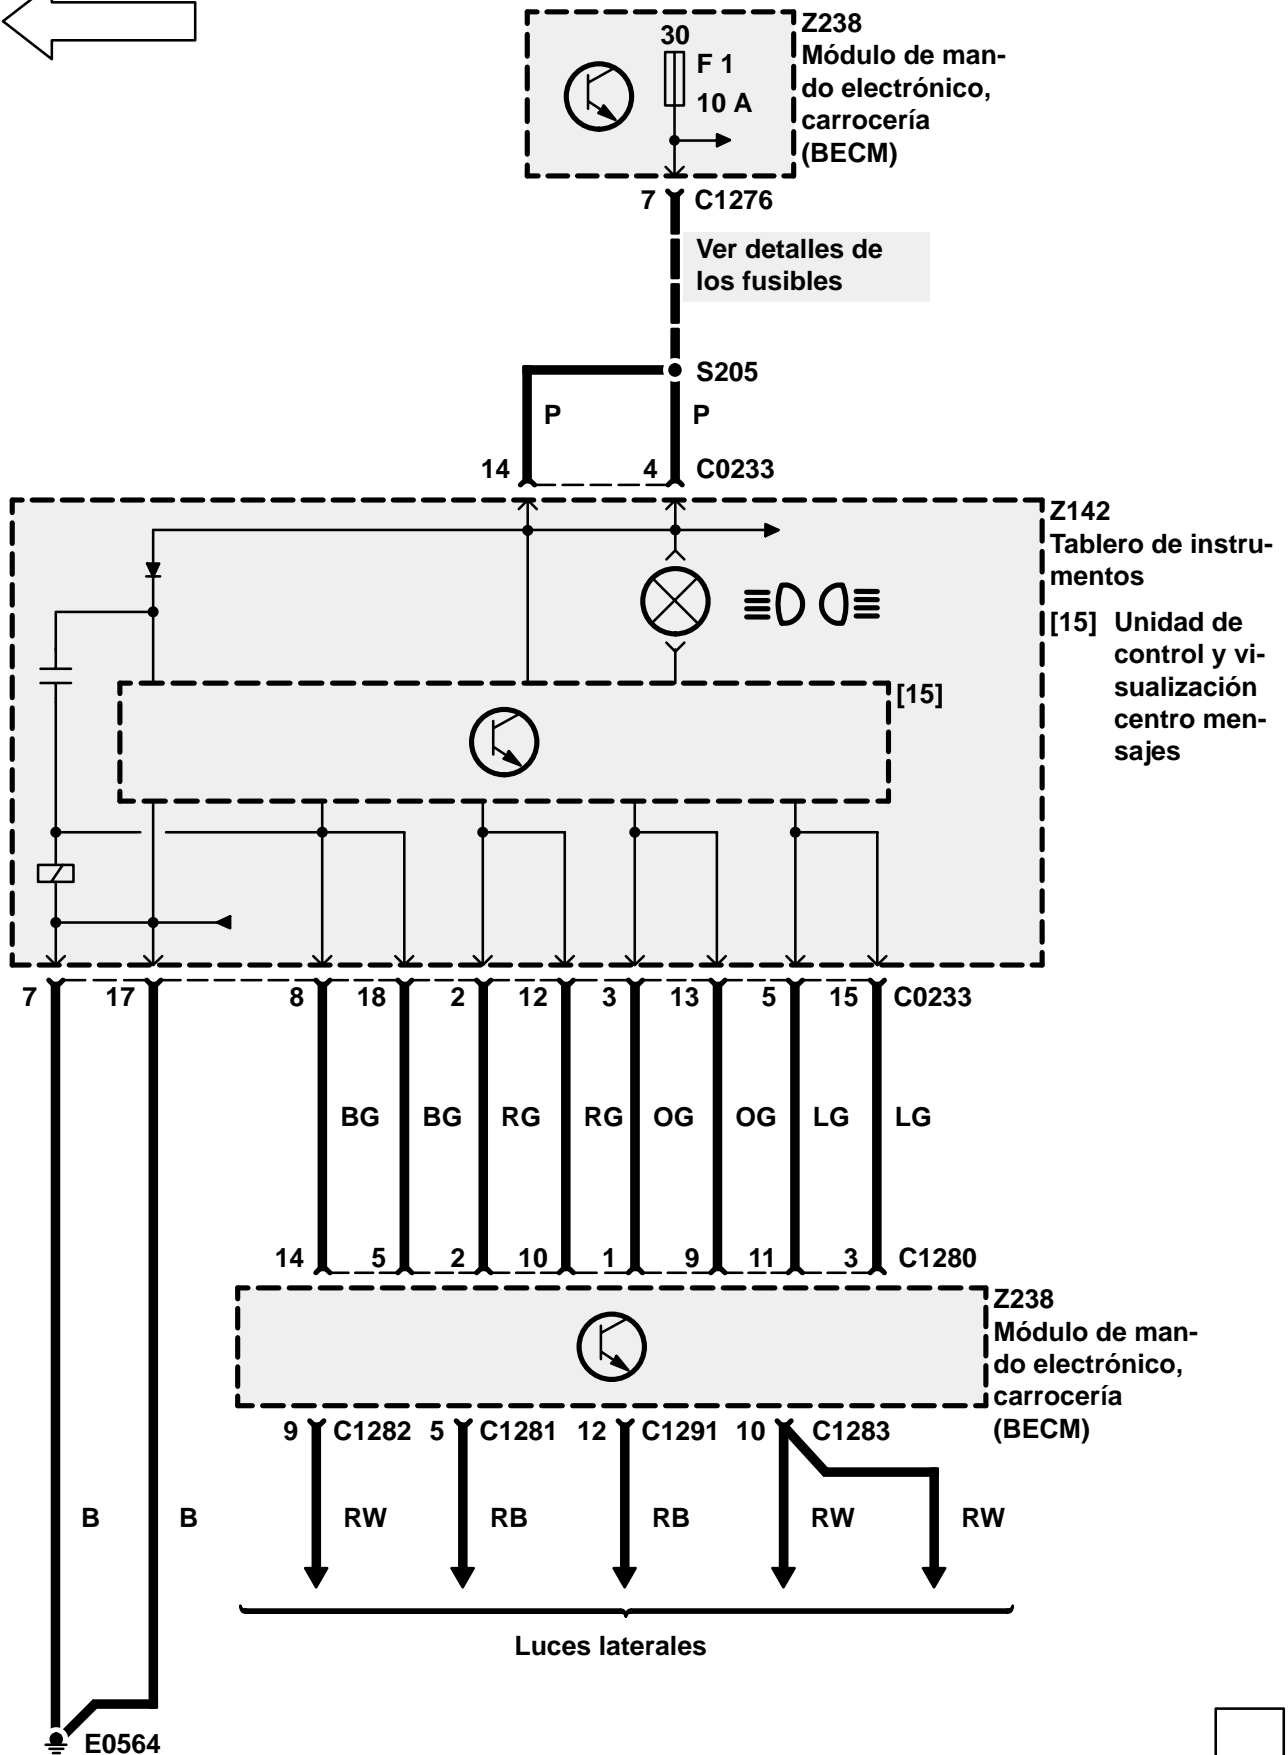 30
F 1
10 A
Z238
Módulo de man-
do electrónico,
carrocería
(BECM)
7 C1276
Ver detalles de
los fusibles
S205
P P
14 4 C0233
Z142
Tablero de instru-
mentos
[15] Unidad de
control y vi-
sualización
centro men-
sajes
[15]
7 17 8 18 2 12 3 13 5 15 C0233
BG BG RG RG OG OG LG LG
14 5 2 10 1 9 11 3 C1280
Z238
Módulo de man-
do electrónico,
carrocería
(BECM)
9 C1282 5 C1281 12 C1291 10 C1283
B B RW RB RB RW RW
Luces laterales
E0564